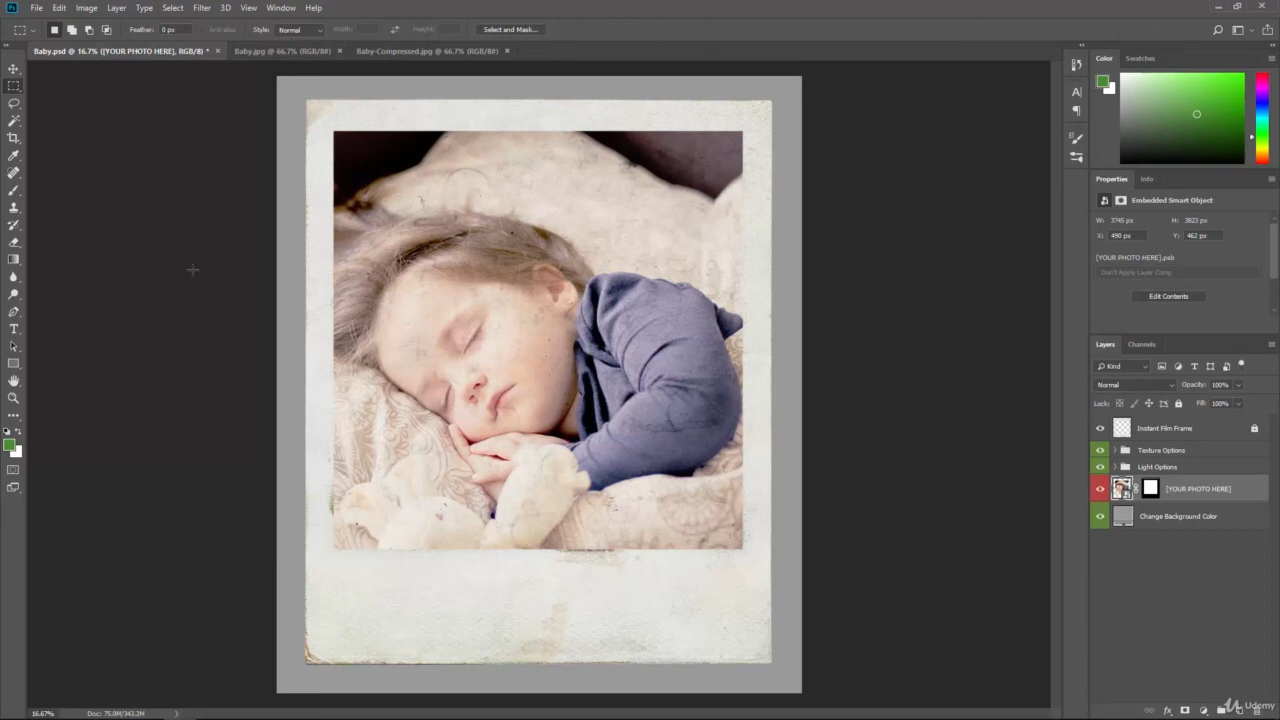 Ps File Edit Image Layer Type Select Filter 3D View Window Help
Feather: 0 px Anti-alias Style: Normal Width: Height: Select and Mask...
Baby.psd @ 16.7% ([YOUR PHOTO HERE], RGB/8) * × Baby.jpg @ 66.7% (RGB/8#) × Baby-Compressed.jpg @ 66.7% (RGB/8#) ×
Color Swatches
Properties Info
Embedded Smart Object
W: 3745 px H: 3823 px
X: 490 px Y: 462 px
[YOUR PHOTO HERE].psb
Don't Apply Layer Comp
Edit Contents
Layers Channels
Kind
Normal Opacity: 100%
Lock: Fill: 100%
Instant Film Frame
Texture Options
Light Options
[YOUR PHOTO HERE]
Change Background Color
16.67% Doc: 75.0M/343.2M
Udemy